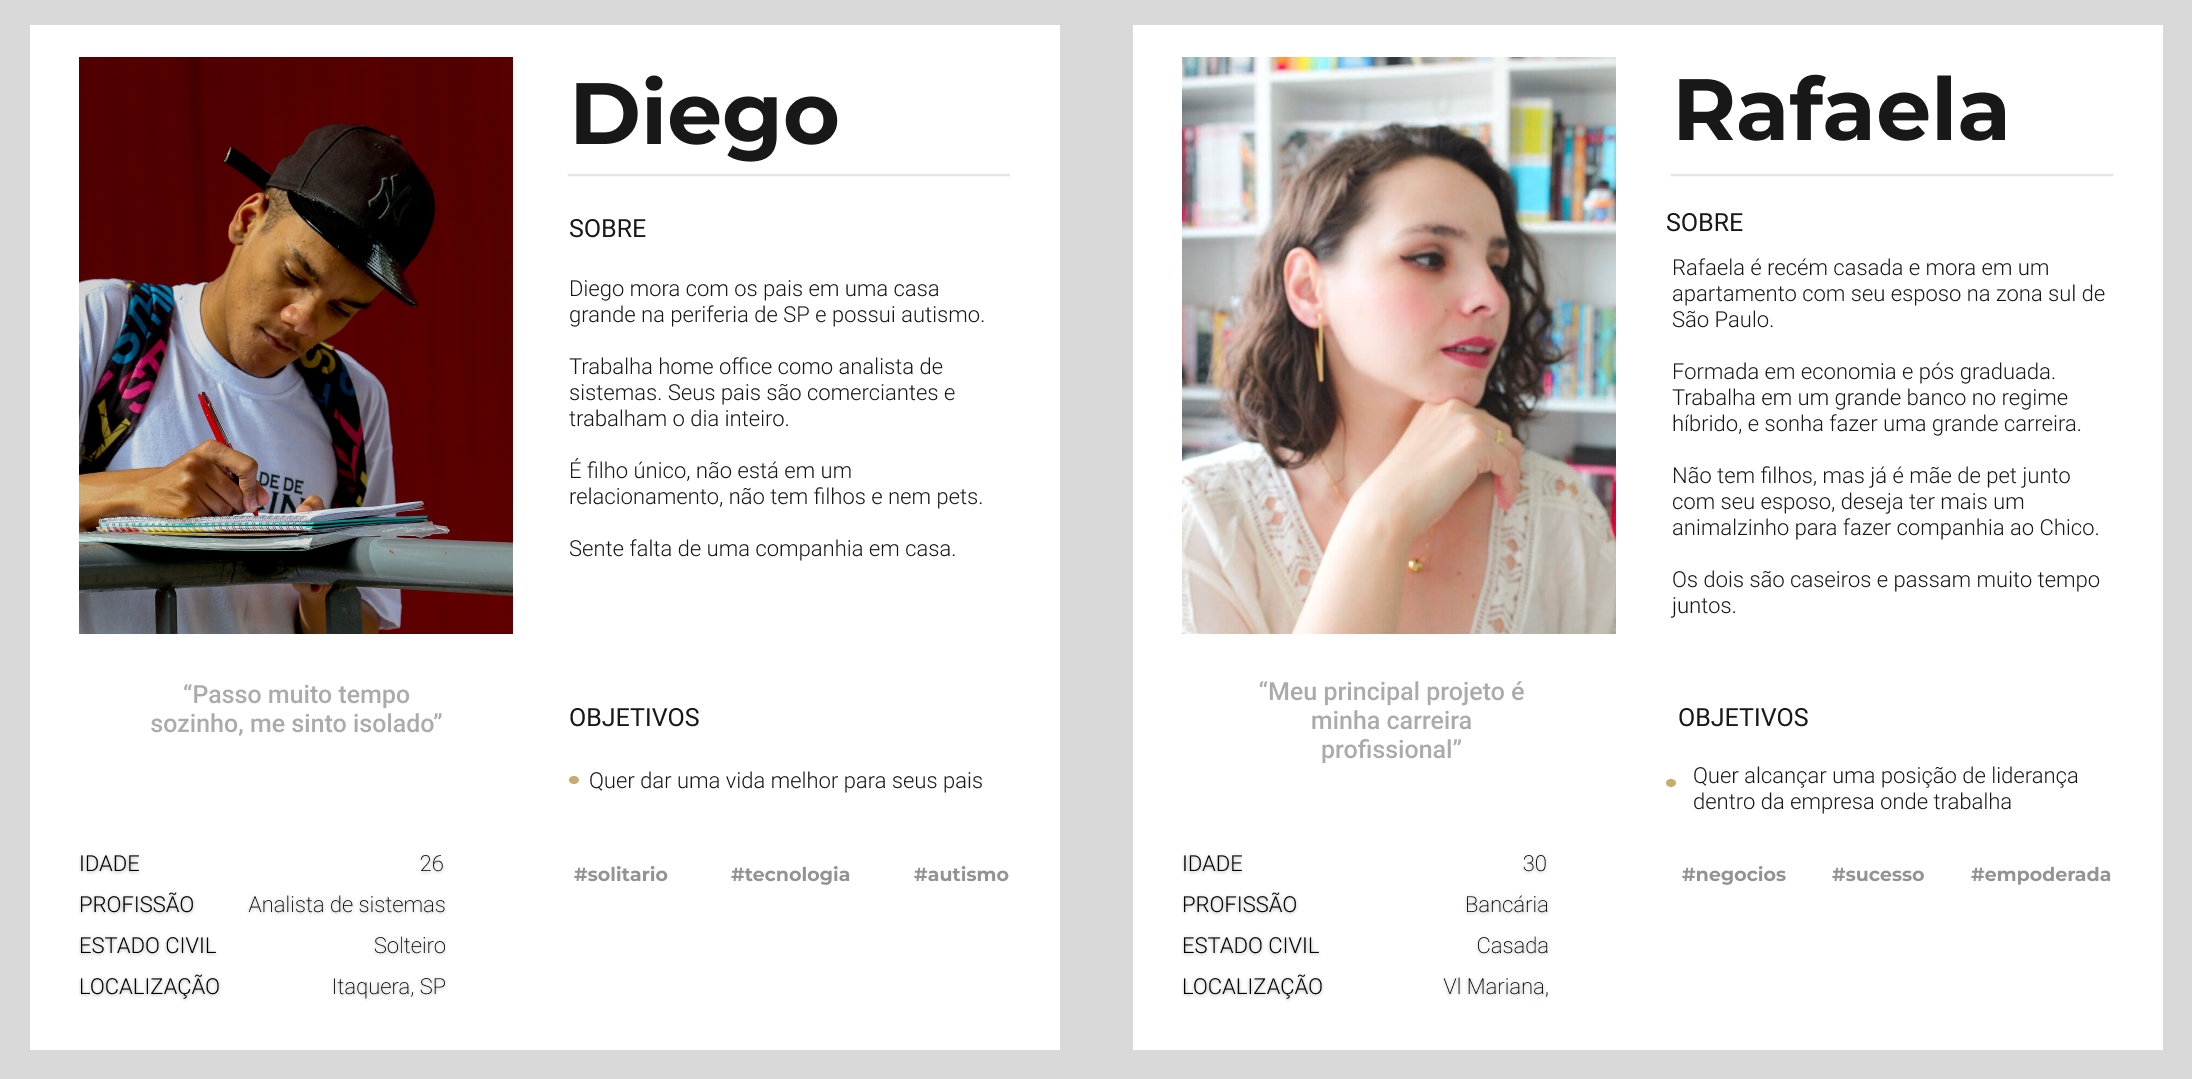 Diego
SOBRE
Diego mora com os pais em uma casa
grande na periferia de SP e possui autismo.
Trabalha home office como analista de
sistemas. Seus pais são comerciantes e
trabalham o dia inteiro.
É filho único, não está em um
relacionamento, não tem filhos e nem pets.
Sente falta de uma companhia em casa.
DE DE
“Passo muito tempo
sozinho, me sinto isolado”
OBJETIVOS
Quer dar uma vida melhor para seus pais
#solitario #tecnologia #autismo
IDADE 26
PROFISSÃO Analista de sistemas
ESTADO CIVIL Solteiro
LOCALIZAÇÃO Itaquera, SP
Rafaela
SOBRE
Rafaela é recém casada e mora em um
apartamento com seu esposo na zona sul de
São Paulo.
Formada em economia e pós graduada.
Trabalha em um grande banco no regime
híbrido, e sonha fazer uma grande carreira.
Não tem filhos, mas já é mãe de pet junto
com seu esposo, deseja ter mais um
animalzinho para fazer companhia ao Chico.
Os dois são caseiros e passam muito tempo
juntos.
“Meu principal projeto é
minha carreira
profissional”
OBJETIVOS
Quer alcançar uma posição de liderança
dentro da empresa onde trabalha
#negocios #sucesso #empoderada
IDADE 30
PROFISSÃO Bancária
ESTADO CIVIL Casada
LOCALIZAÇÃO Vl Mariana,